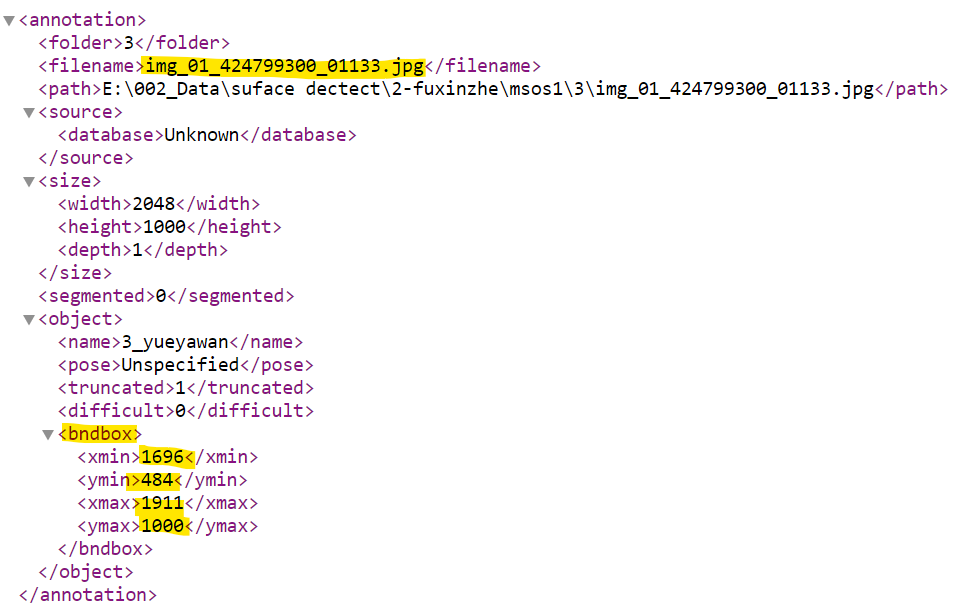 <annotation>
<folder>3</folder>
<filename>img_01_424799300_01133.jpg</filename>
<path>E:\002_Data\suface dectect\2-fuxinzhe\msos1\3\img_01_424799300_01133.jpg</path>
<source>
<database>Unknown</database>
</source>
<size>
<width>2048</width>
<height>1000</height>
<depth>1</depth>
</size>
<segmented>0</segmented>
<object>
<name>3_yueyawan</name>
<pose>Unspecified</pose>
<truncated>1</truncated>
<difficult>0</difficult>
<bndbox>
<xmin>1696</xmin>
<ymin>484</ymin>
<xmax>1911</xmax>
<ymax>1000</ymax>
</bndbox>
</object>
</annotation>